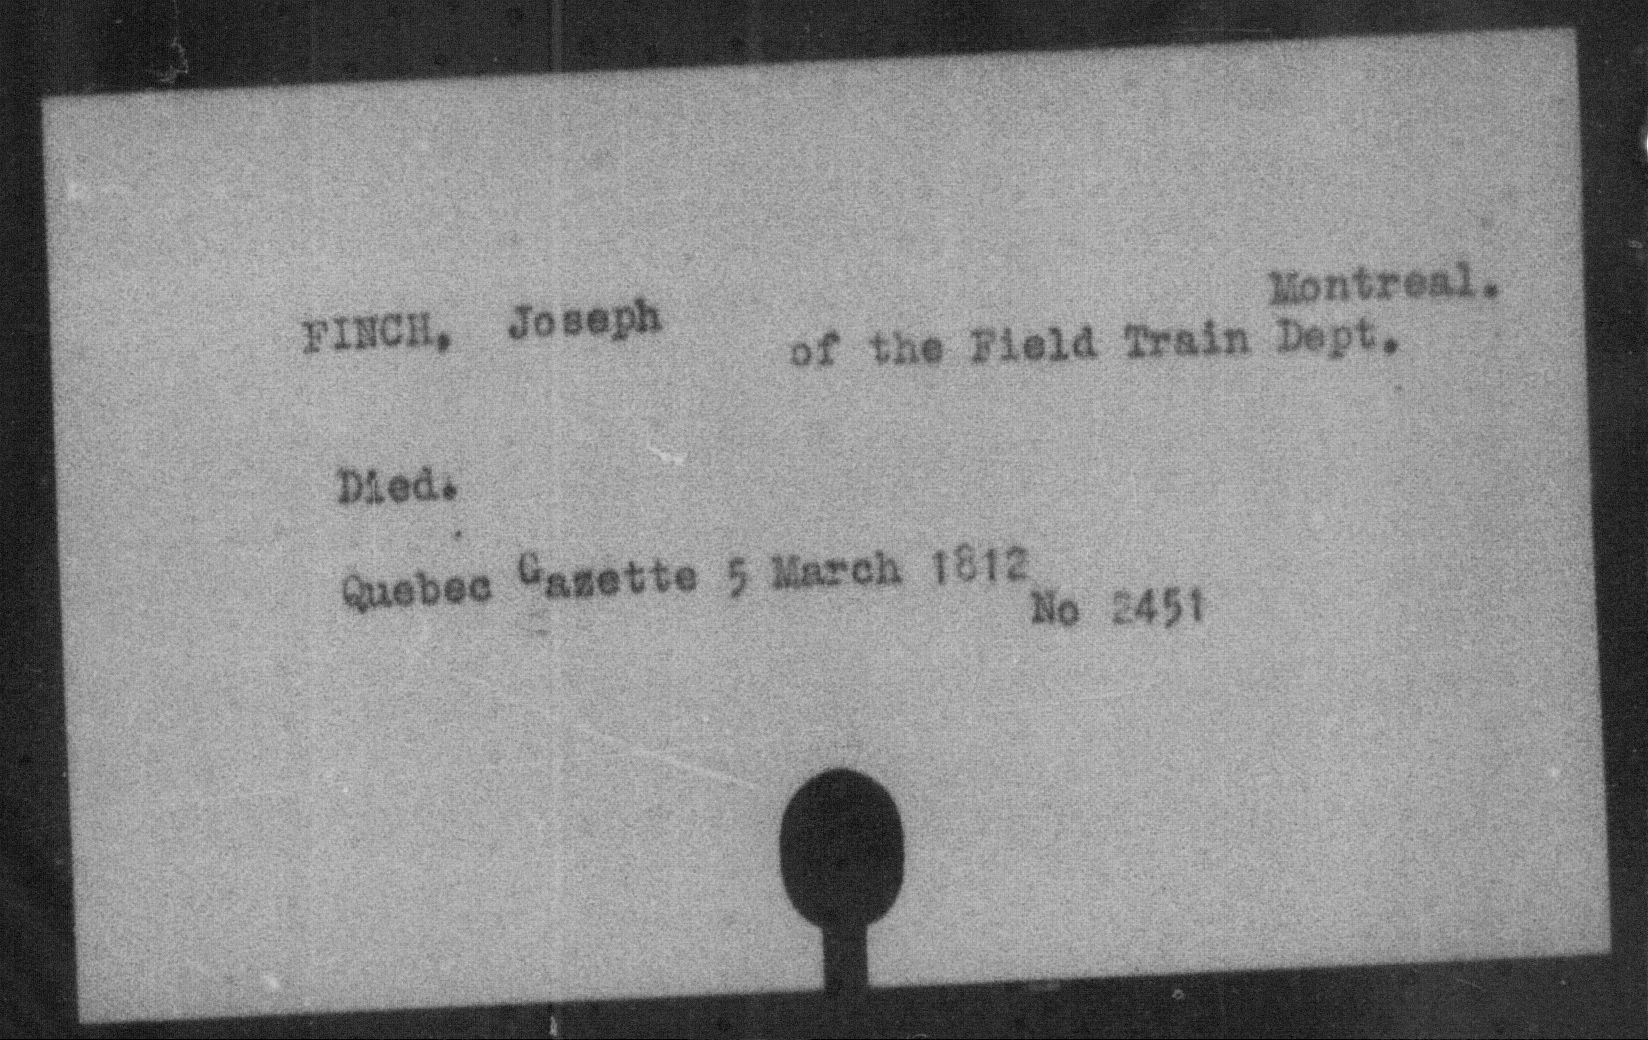 Montreal.
FINCH, Joseph
of the Field Train Dept.
Died.
Quebec Gazette 5 March 1812
No 2451